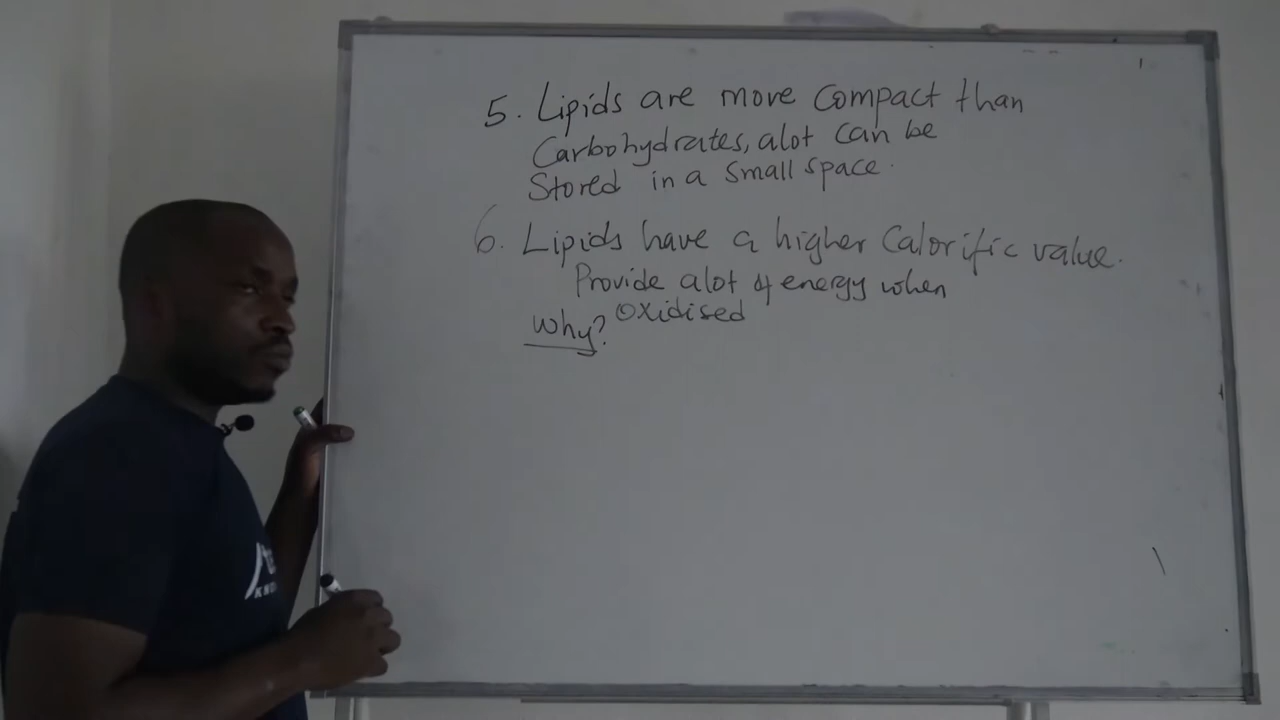 5. Lipids are more compact than
Carbohydrates, alot can be
Stored in a small space.
6. Lipids have a higher Calorific value.
Provide alot of energy when
Oxidised
Why?